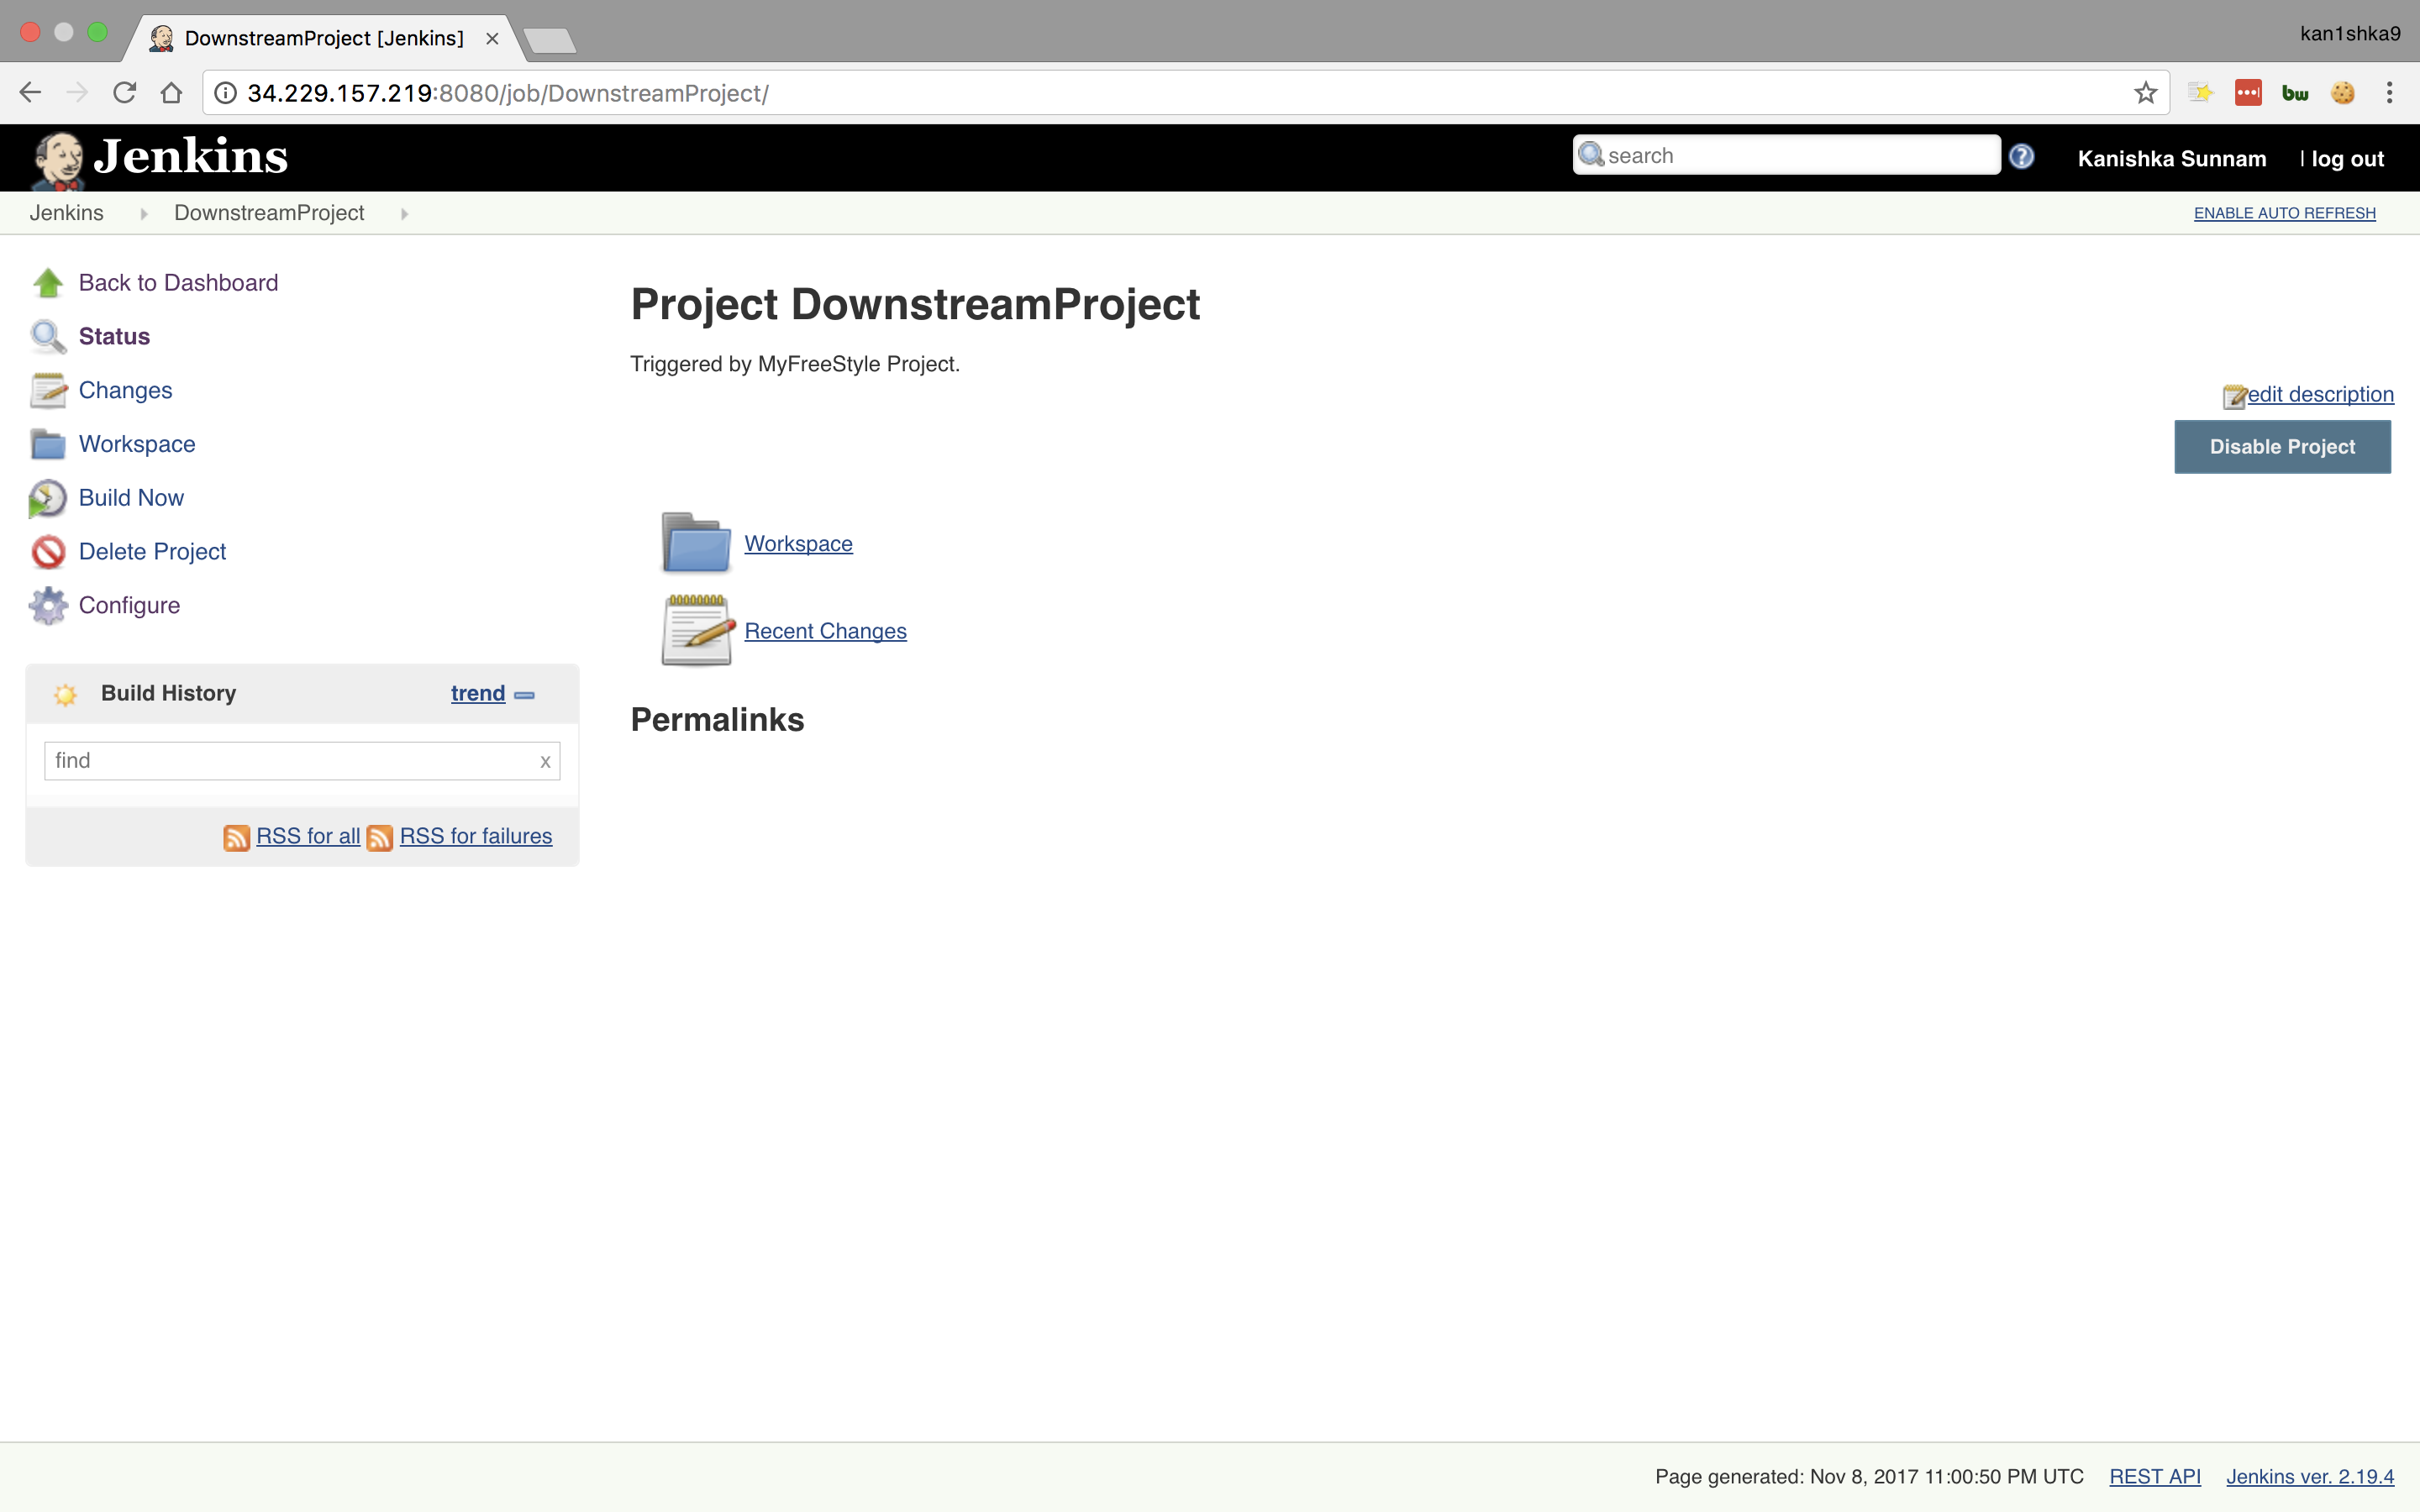 DownstreamProject [Jenkins]
kan1shka9
34.229.157.219:8080/job/DownstreamProject/
bw
Jenkins
search
Kanishka Sunnam | log out
Jenkins DownstreamProject
ENABLE AUTO REFRESH
Back to Dashboard
Status
Changes
Workspace
Build Now
Delete Project
Configure
Build History trend
find x
RSS for all RSS for failures
Project DownstreamProject
Triggered by MyFreeStyle Project.
edit description
Disable Project
Workspace
Recent Changes
Permalinks
Page generated: Nov 8, 2017 11:00:50 PM UTC REST API Jenkins ver. 2.19.4